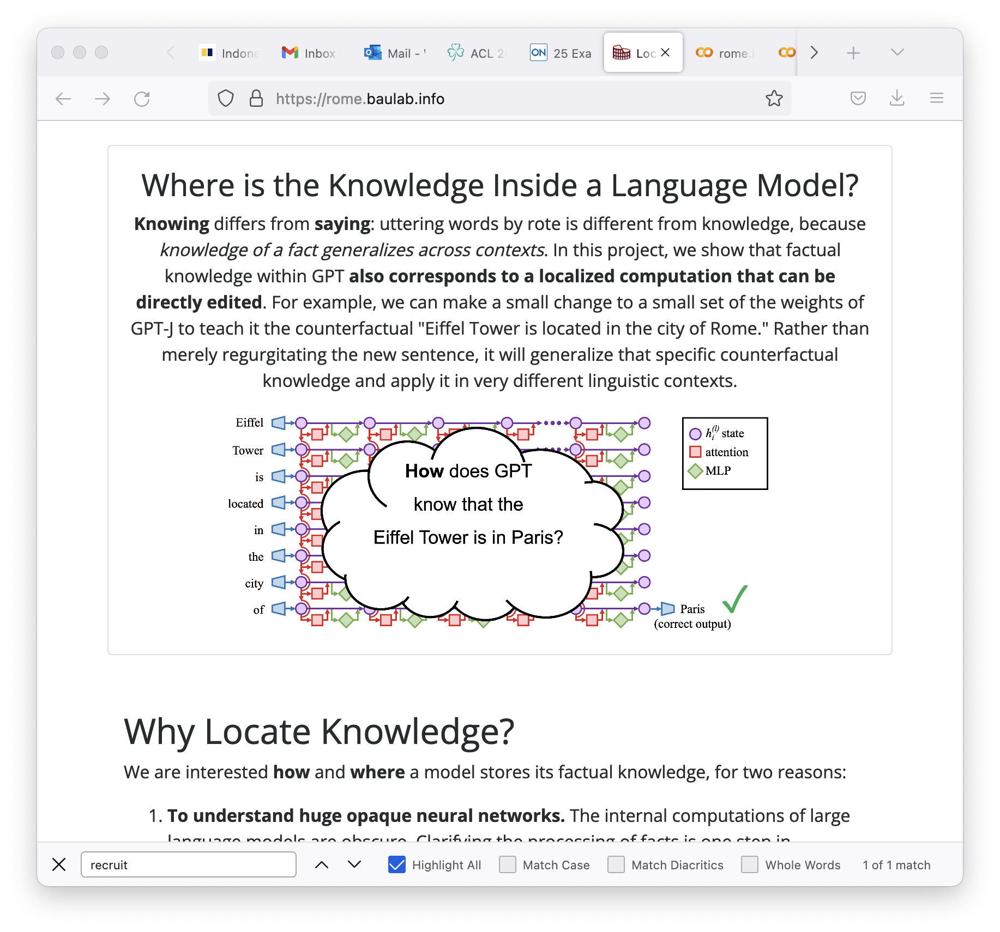 Indone
Inbox
Mail -
ACL 2
25 Exa
Loc
rome.i
https://rome.baulab.info
Where is the Knowledge Inside a Language Model?
Knowing differs from saying: uttering words by rote is different from knowledge, because
knowledge of a fact generalizes across contexts. In this project, we show that factual
knowledge within GPT also corresponds to a localized computation that can be
directly edited. For example, we can make a small change to a small set of the weights of
GPT-J to teach it the counterfactual "Eiffel Tower is located in the city of Rome." Rather than
merely regurgitating the new sentence, it will generalize that specific counterfactual
knowledge and apply it in very different linguistic contexts.
Eiffel
Tower
is
located
in
the
city
of
How does GPT
know that the
Eiffel Tower is in Paris?
h_i^(l) state
attention
MLP
Paris
(correct output)
Why Locate Knowledge?
We are interested how and where a model stores its factual knowledge, for two reasons:
1. To understand huge opaque neural networks. The internal computations of large
language models are obscure. Clarifying the processing of facts is one step in
recruit
Highlight All
Match Case
Match Diacritics
Whole Words
1 of 1 match